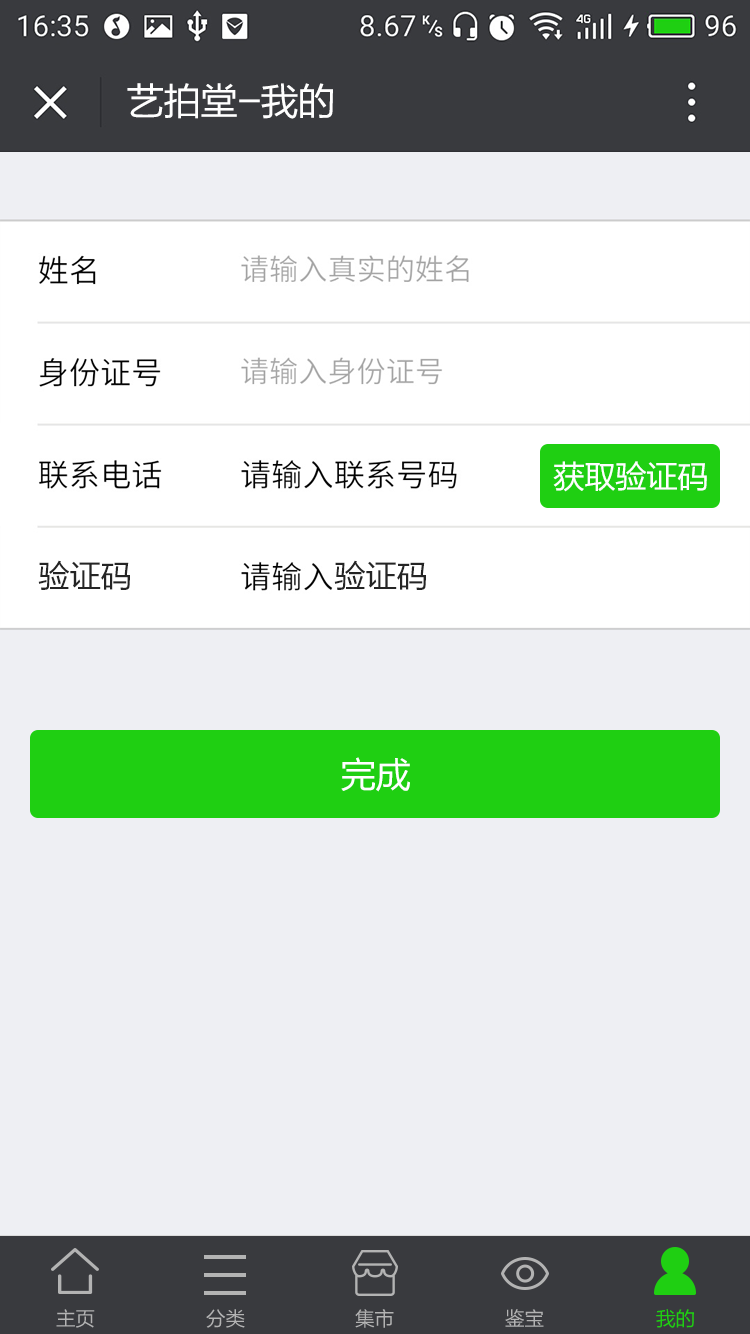 16:35 8.67 K/s 4G 96
艺拍堂–我的
姓名 请输入真实的姓名
身份证号 请输入身份证号
联系电话 请输入联系号码 获取验证码
验证码 请输入验证码
完成
主页 分类 集市 鉴宝 我的